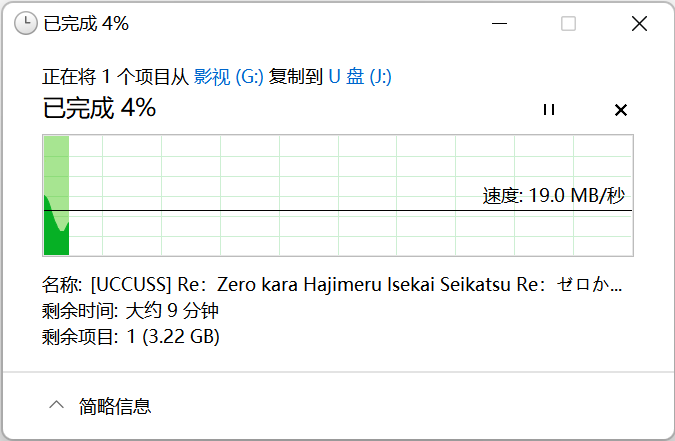 已完成 4%
正在将 1 个项目从 影视 (G:) 复制到 U 盘 (J:)
已完成 4%
速度: 19.0 MB/秒
名称: [UCCUSS] Re：Zero kara Hajimeru Isekai Seikatsu Re：ゼロか...
剩余时间: 大约 9 分钟
剩余项目: 1 (3.22 GB)
简略信息